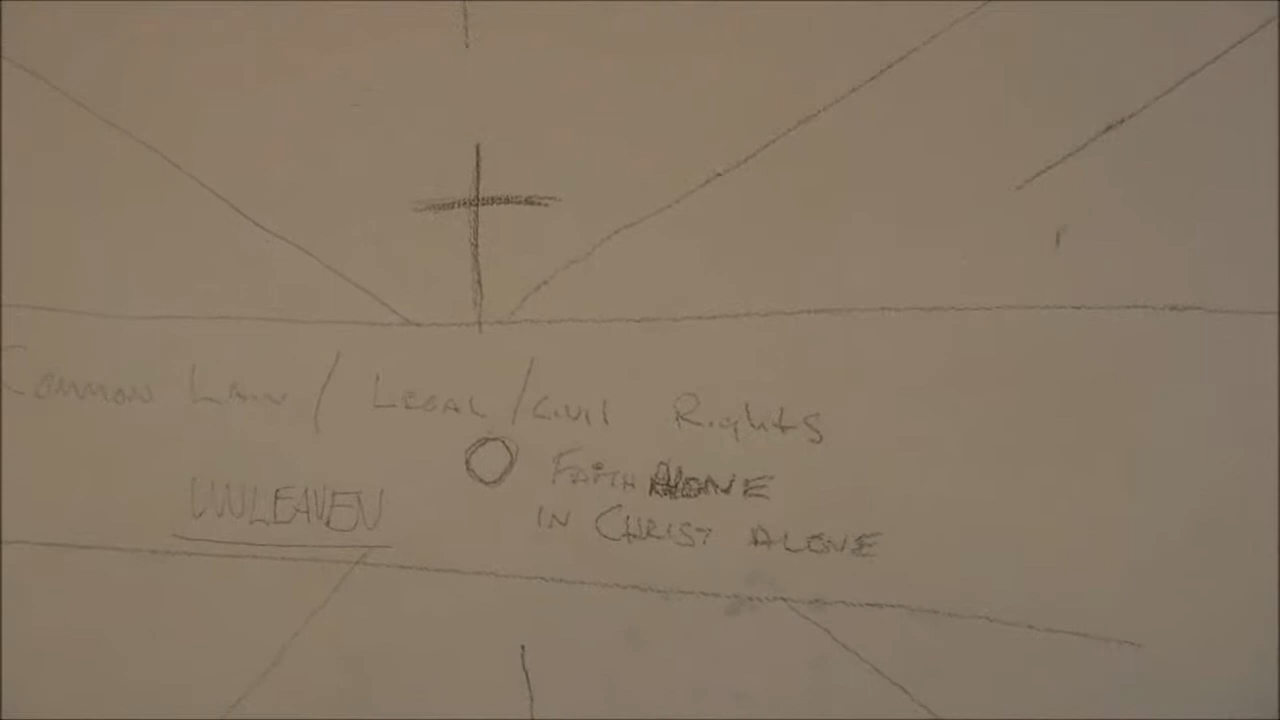 Common Law / Legal / Civil Rights
FAITH ALONE
UNLEAVEN
IN CHRIST ALONE